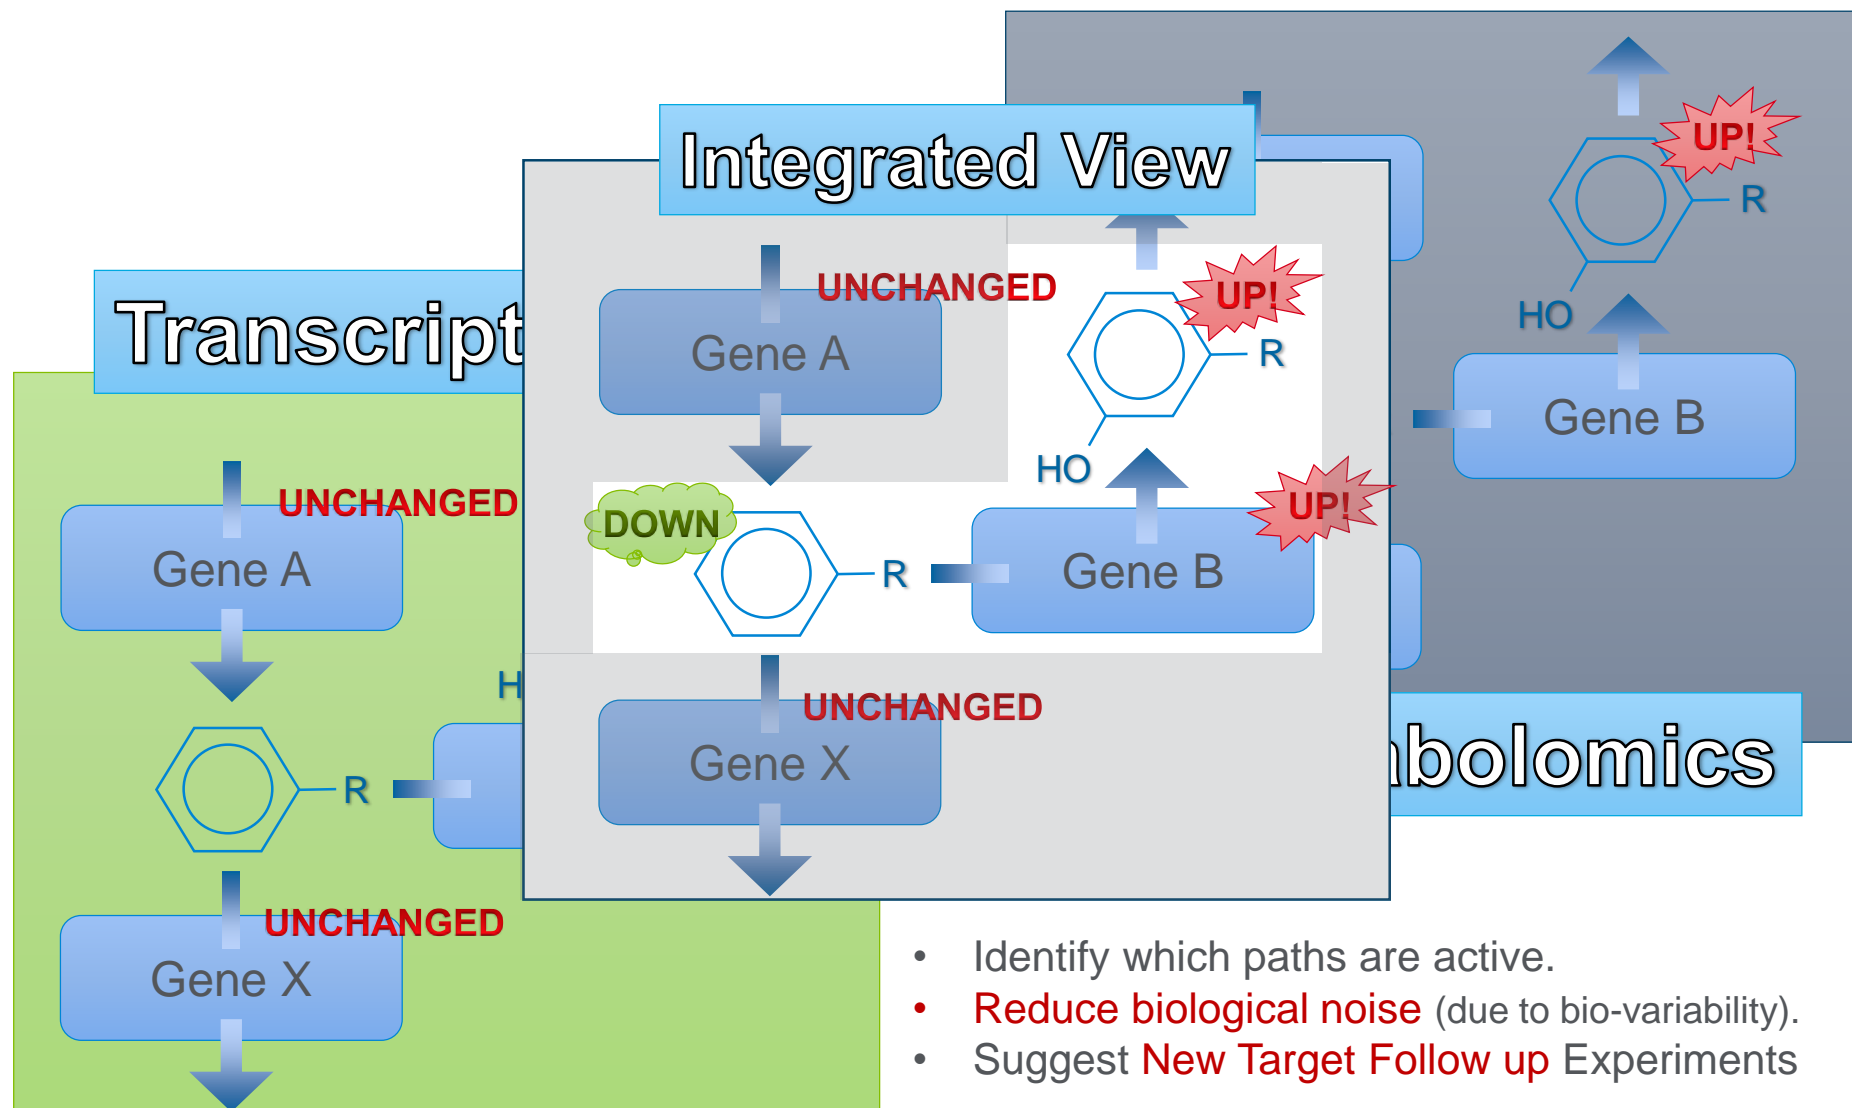 Integrated View
UNCHANGED
Gene A
DOWN
R
Gene B
UP!
HO
R
UP!
UNCHANGED
Gene X
Transcript
UNCHANGED
Gene A
H
R
UNCHANGED
Gene X
UP!
R
HO
Gene B
abolomics
• Identify which paths are active.
• Reduce biological noise (due to bio-variability).
• Suggest New Target Follow up Experiments